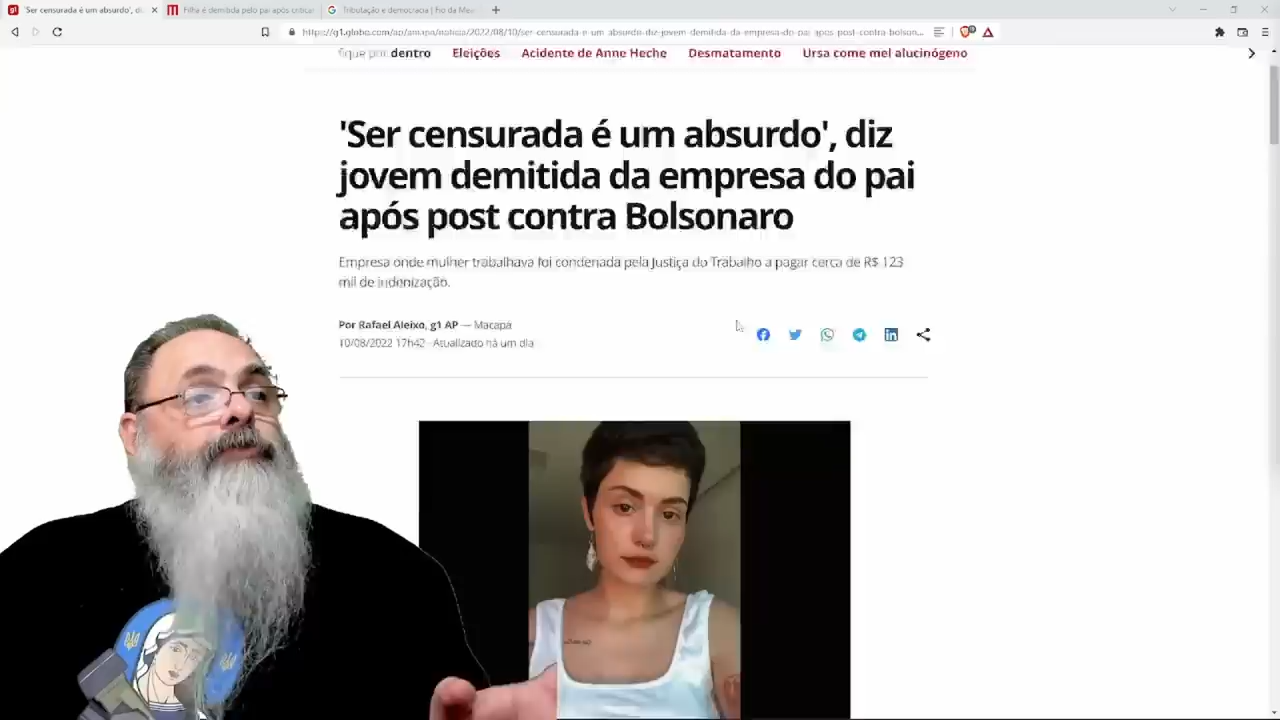 'Ser censurada é um absurdo', di
Filha é demitida pelo pai após criticar
Tributação e democracia | Fio da Mea
https://g1.globo.com/ap/amapa/noticia/2022/08/10/ser-censurada-e-um-absurdo-diz-jovem-demitida-da-empresa-do-pai-apos-post-contra-bolson...
fique por dentro Eleições Acidente de Anne Heche Desmatamento Ursa come mel alucinógeno
'Ser censurada é um absurdo', diz
jovem demitida da empresa do pai
após post contra Bolsonaro
Empresa onde mulher trabalhava foi condenada pela Justiça do Trabalho a pagar cerca de R$ 123
mil de indenização.
Por Rafael Aleixo, g1 AP — Macapá
10/08/2022 17h42 · Atualizado há um dia